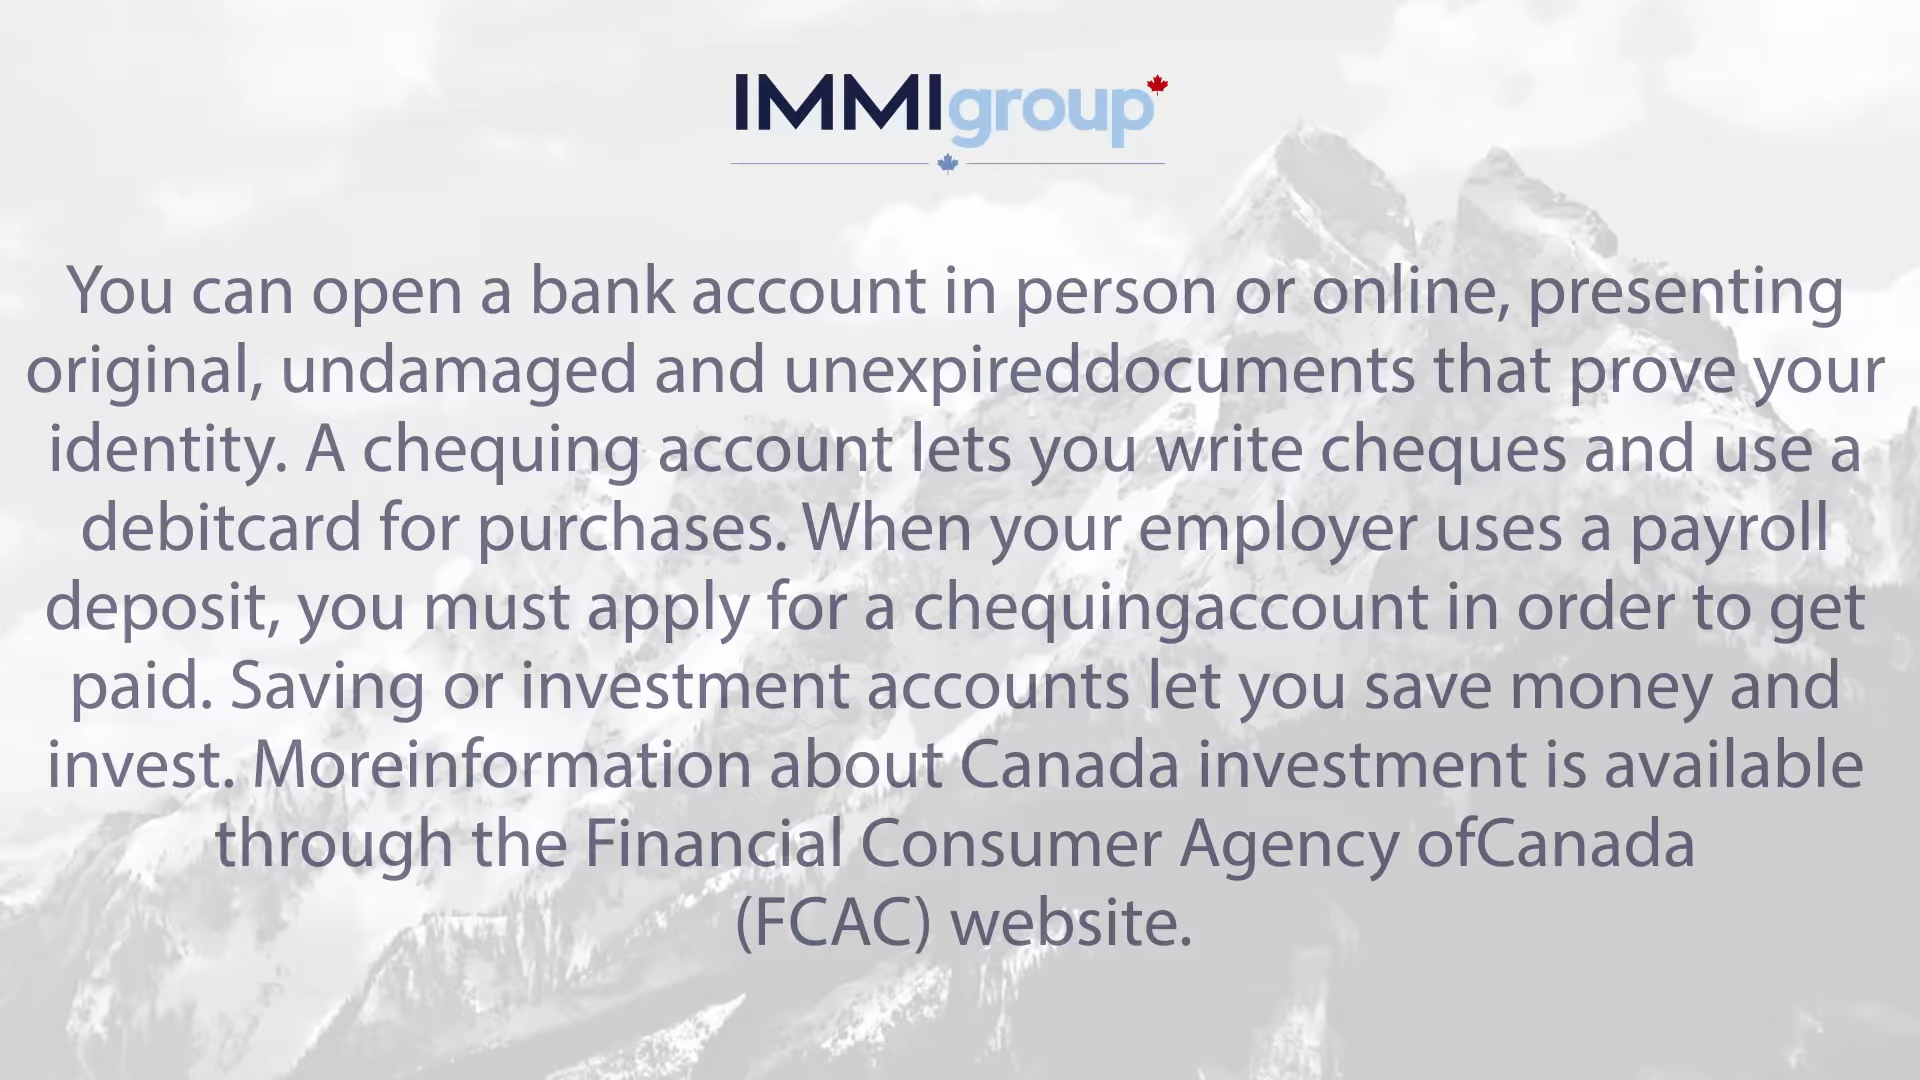 IMMIgroup
You can open a bank account in person or online, presenting
original, undamaged and unexpireddocuments that prove your
identity. A chequing account lets you write cheques and use a
debitcard for purchases. When your employer uses a payroll
deposit, you must apply for a chequingaccount in order to get
paid. Saving or investment accounts let you save money and
invest. Moreinformation about Canada investment is available
through the Financial Consumer Agency ofCanada
(FCAC) website.